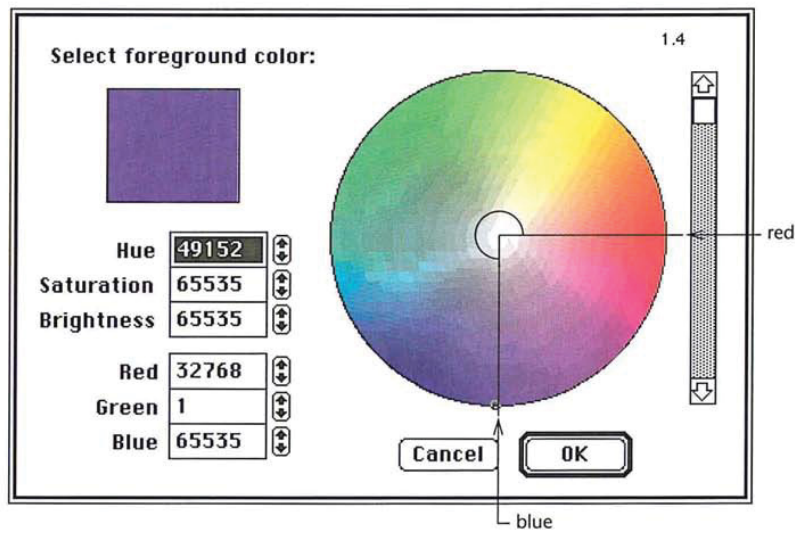 1.4
Select foreground color:
Hue 49152
Saturation 65535
Brightness 65535
Red 32768
Green 1
Blue 65535
red
Cancel OK
blue